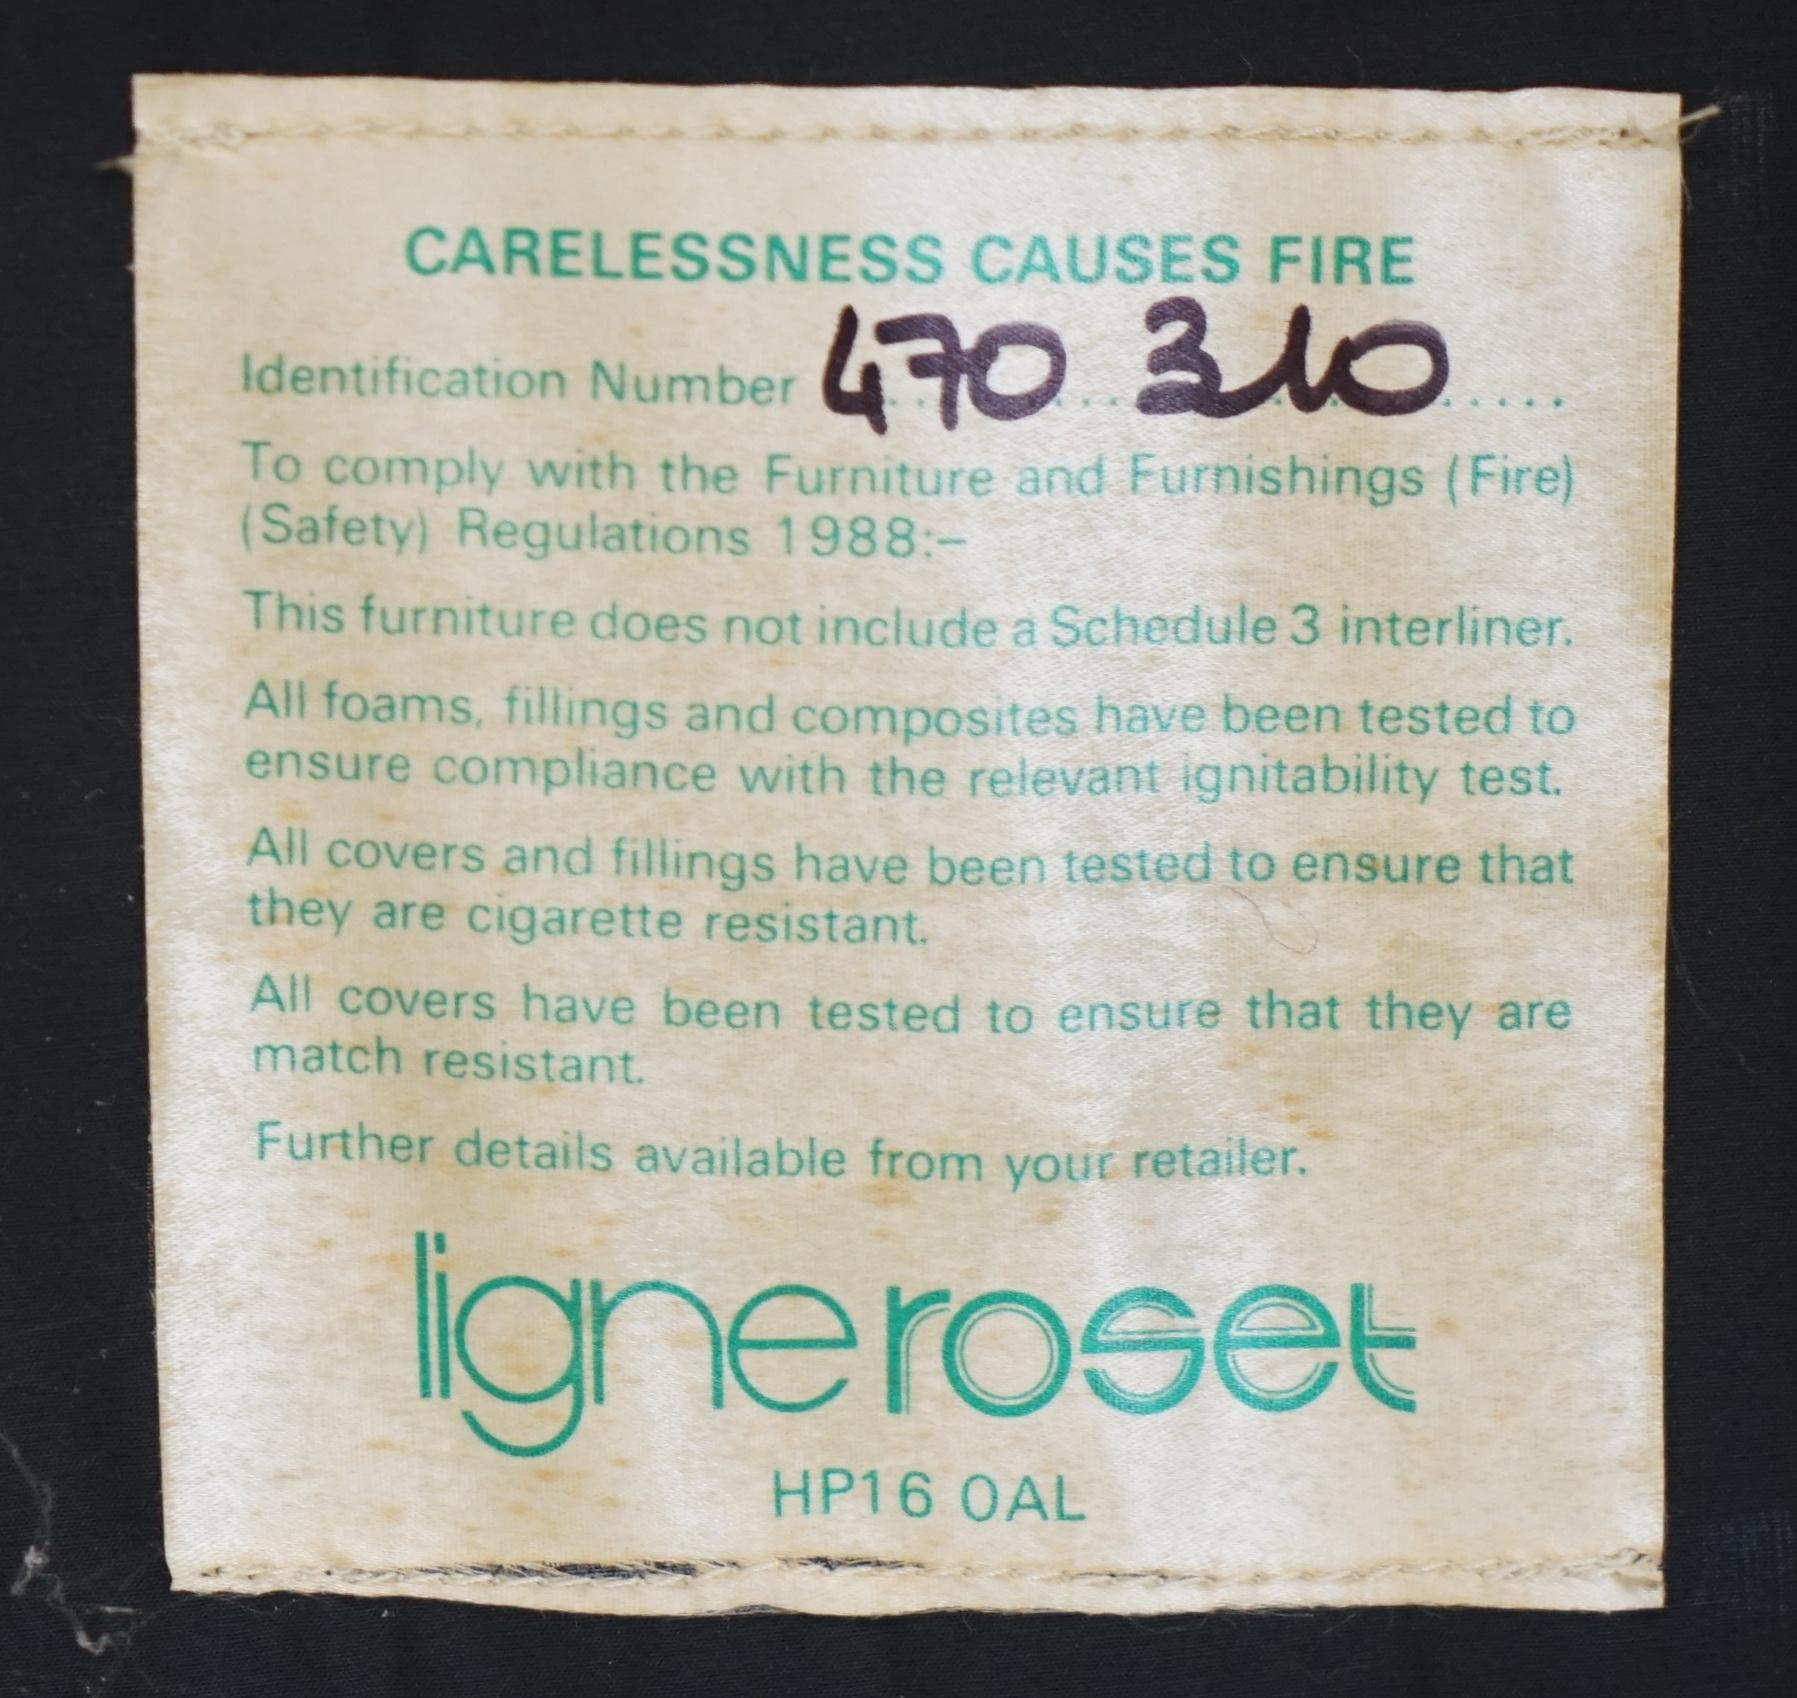 CARELESSNESS CAUSES FIRE
Identification Number 470 310
To comply with the Furniture and Furnishings (Fire)
(Safety) Regulations 1988:–
This furniture does not include a Schedule 3 interliner.
All foams, fillings and composites have been tested to
ensure compliance with the relevant ignitability test.
All covers and fillings have been tested to ensure that
they are cigarette resistant.
All covers have been tested to ensure that they are
match resistant.
Further details available from your retailer.
ligne roset
HP16 0AL